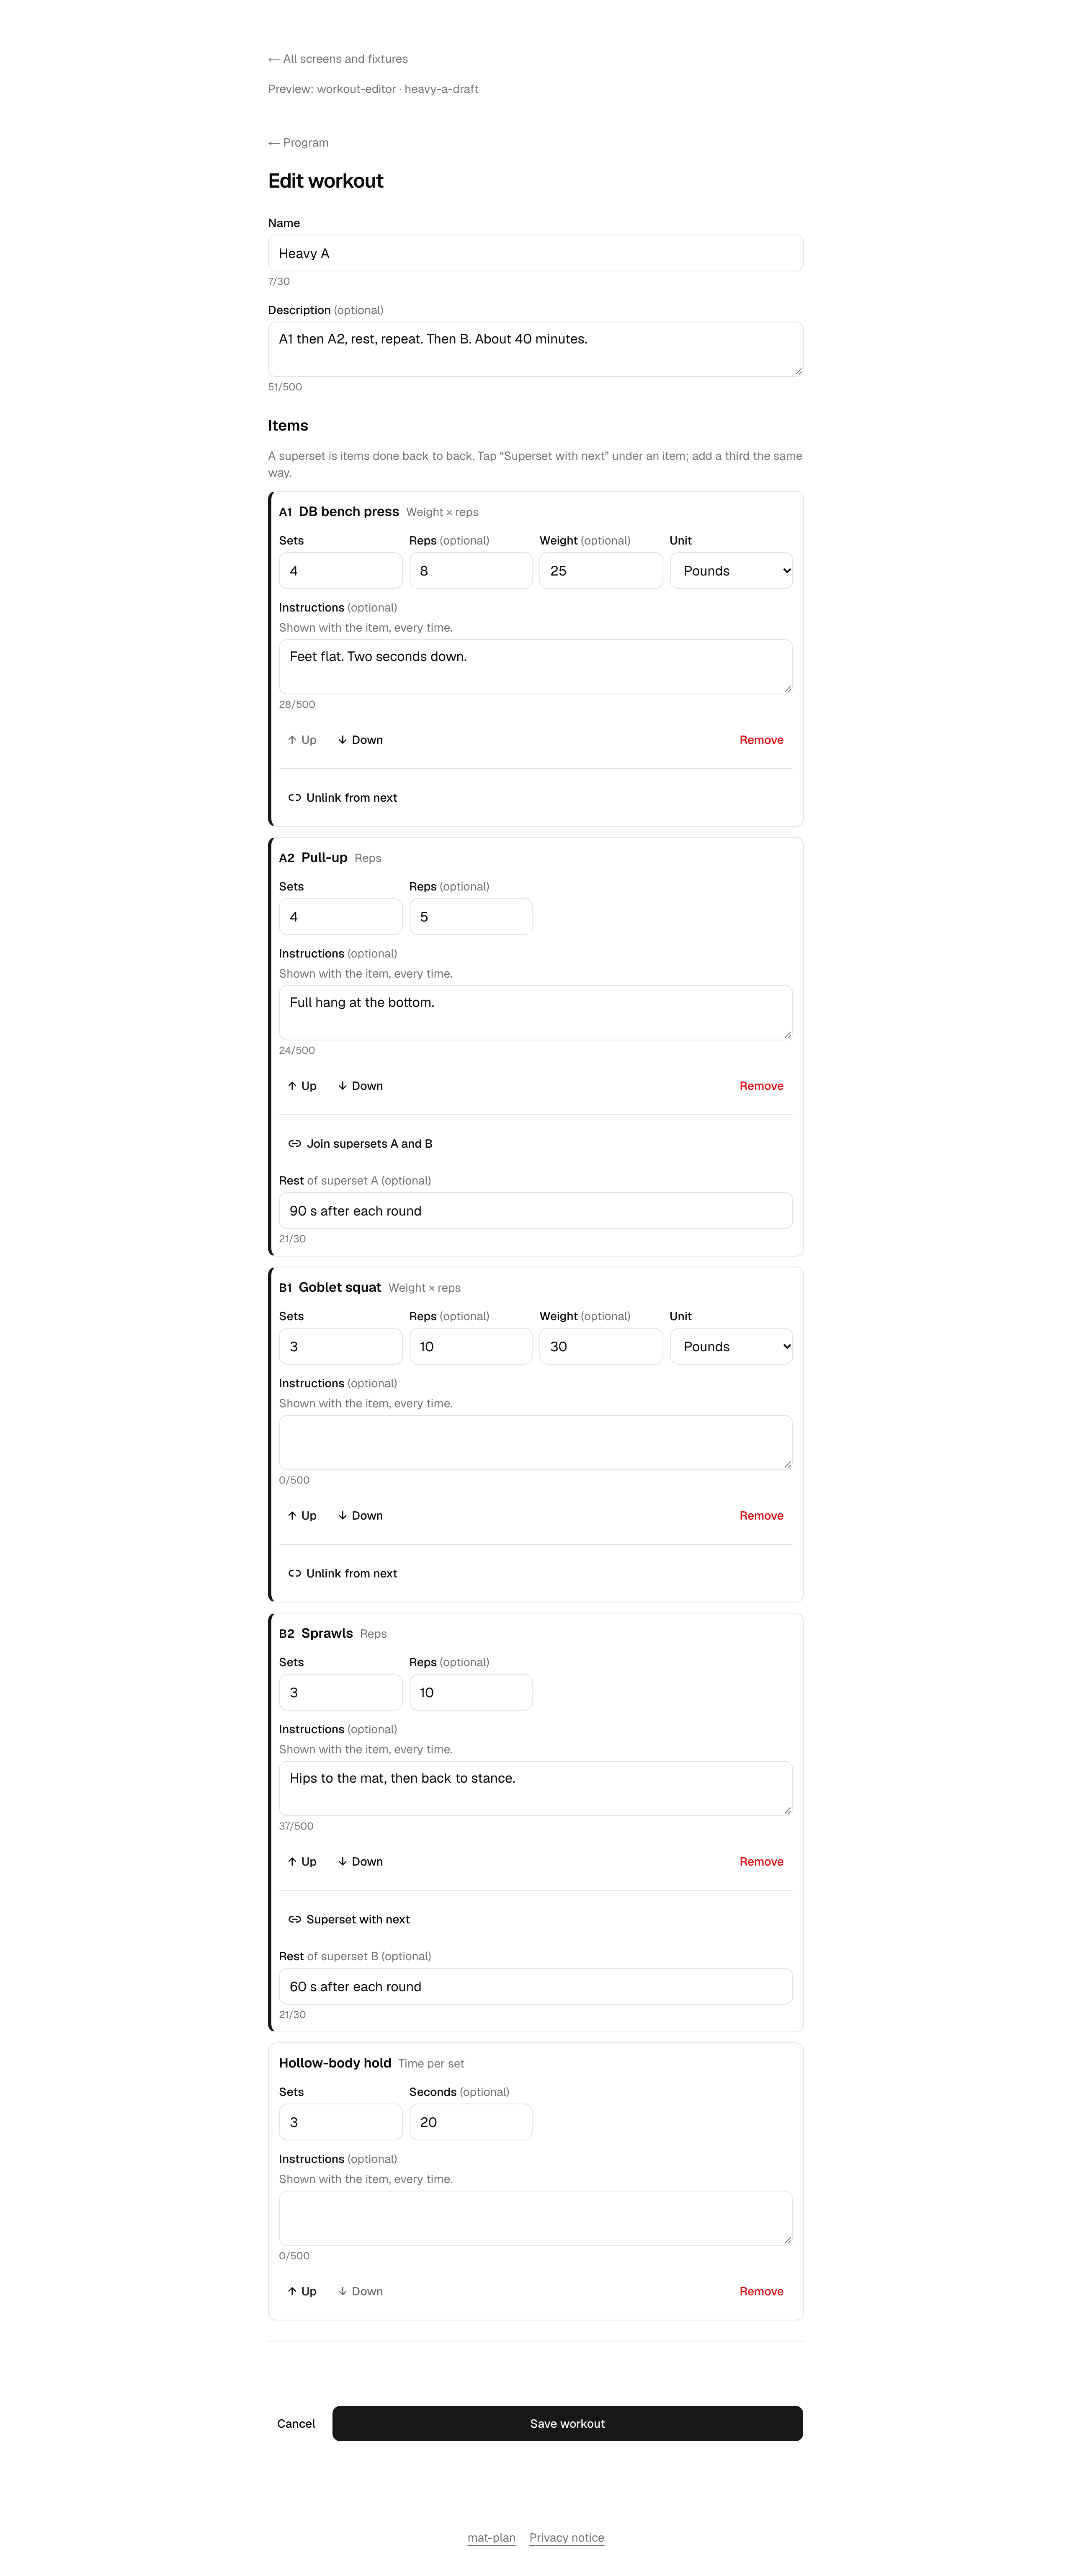 ← All screens and fixtures
Preview: workout-editor · heavy-a-draft
← Program
Edit workout
Name
Heavy A
7/30
Description (optional)
A1 then A2, rest, repeat. Then B. About 40 minutes.
51/500
Items
A superset is items done back to back. Tap “Superset with next” under an item; add a third the same
way.
A1 DB bench press Weight × reps
Sets Reps (optional) Weight (optional) Unit
4 8 25 Pounds
Instructions (optional)
Shown with the item, every time.
Feet flat. Two seconds down.
28/500
↑ Up ↓ Down Remove
Unlink from next
A2 Pull-up Reps
Sets Reps (optional)
4 5
Instructions (optional)
Shown with the item, every time.
Full hang at the bottom.
24/500
↑ Up ↓ Down Remove
Join supersets A and B
Rest of superset A (optional)
90 s after each round
21/30
B1 Goblet squat Weight × reps
Sets Reps (optional) Weight (optional) Unit
3 10 30 Pounds
Instructions (optional)
Shown with the item, every time.
0/500
↑ Up ↓ Down Remove
Unlink from next
B2 Sprawls Reps
Sets Reps (optional)
3 10
Instructions (optional)
Shown with the item, every time.
Hips to the mat, then back to stance.
37/500
↑ Up ↓ Down Remove
Superset with next
Rest of superset B (optional)
60 s after each round
21/30
Hollow-body hold Time per set
Sets Seconds (optional)
3 20
Instructions (optional)
Shown with the item, every time.
0/500
↑ Up ↓ Down Remove
Cancel Save workout
mat-plan Privacy notice